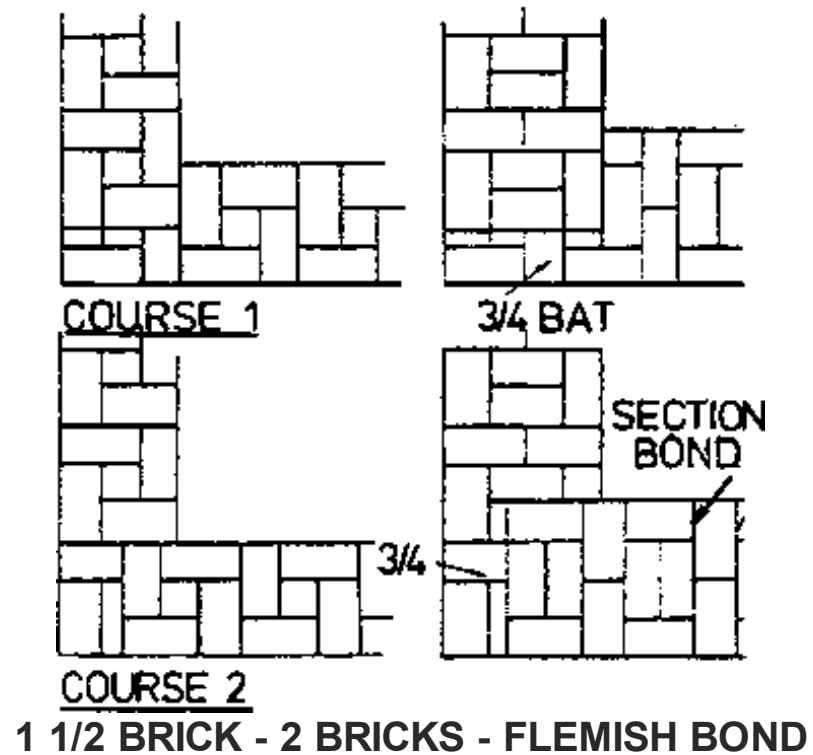 COURSE 1
3/4 BAT
SECTION
BOND
3/4
COURSE 2
1 1/2 BRICK - 2 BRICKS - FLEMISH BOND